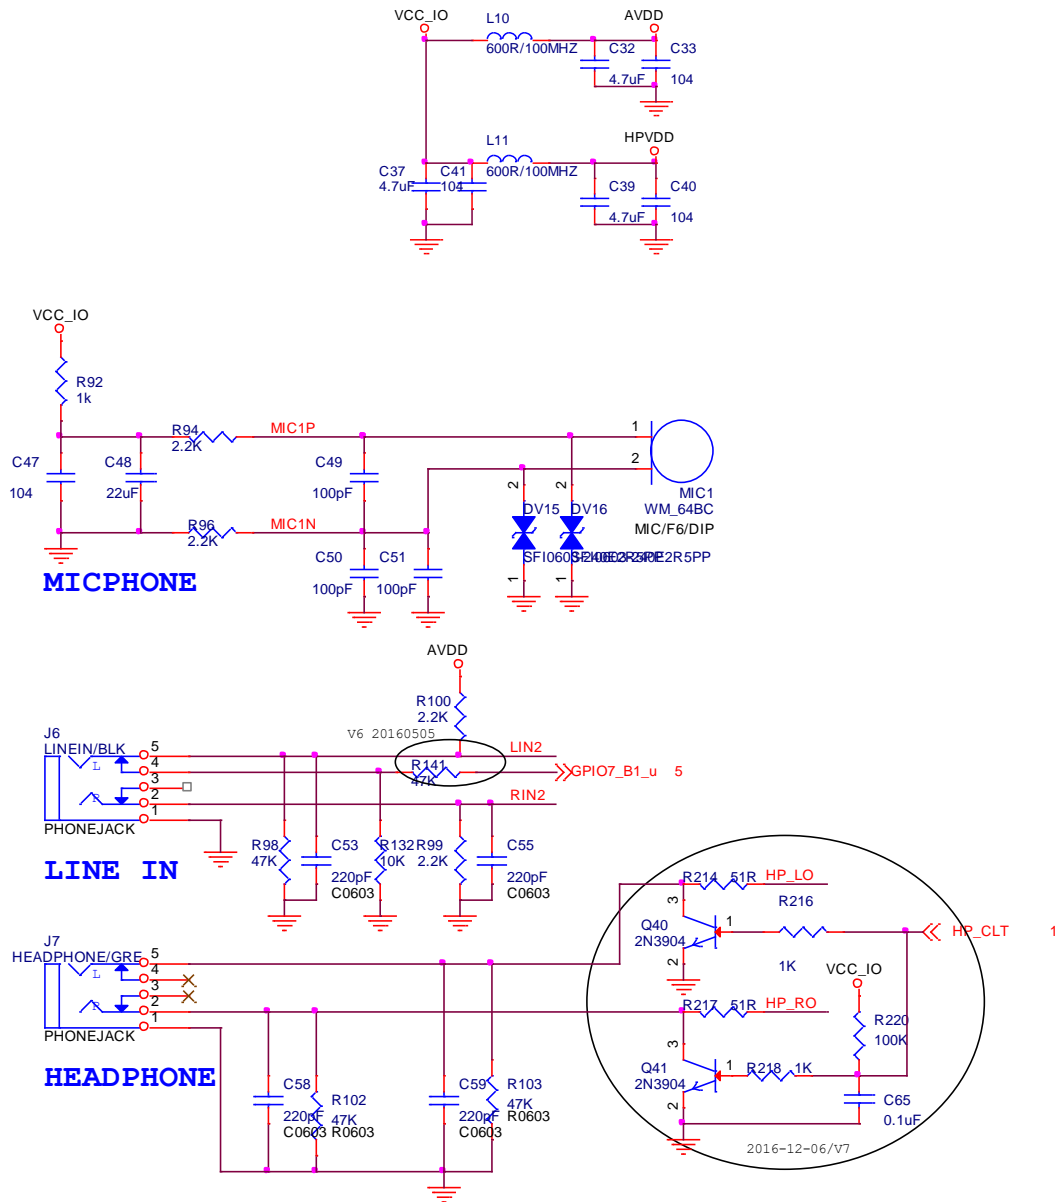 VCC_IO
L10
600R/100MHZ
AVDD
C32
4.7uF
C33
104
L11
600R/100MHZ
HPVDD
C37
4.7uF
C41
104
C39
4.7uF
C40
104
VCC_IO
R92
1k
R94
2.2K
MIC1P
C47
104
C48
22uF
C49
100pF
R96
2.2K
MIC1N
C50
100pF
C51
100pF
1
2
MIC1
WM_64BC
MIC/F6/DIP
2
DV15
1
2
DV16
1
MICPHONE
AVDD
R100
2.2K
V6 20160505
J6
LINEIN/BLK
L
R
5
4
3
2
1
PHONEJACK
LIN2
R141
47K
GPIO7_B1_u 5
RIN2
R98
47K
C53
220pF
C0603
R132
10K
R99
2.2K
C55
220pF
C0603
LINE IN
J7
HEADPHONE/GRE
L
R
5
4
3
2
1
PHONEJACK
HEADPHONE
C58
220pF
C0603
R102
47K
R0603
C59
220pF
C0603
R103
47K
R0603
R214 51R
HP_LO
R216
1K
3
Q40
2N3904
1
2
HP_CLT 1
VCC_IO
R217 51R
HP_RO
R220
100K
3
Q41
2N3904
1
2
R218 1K
C65
0.1uF
2016-12-06/V7